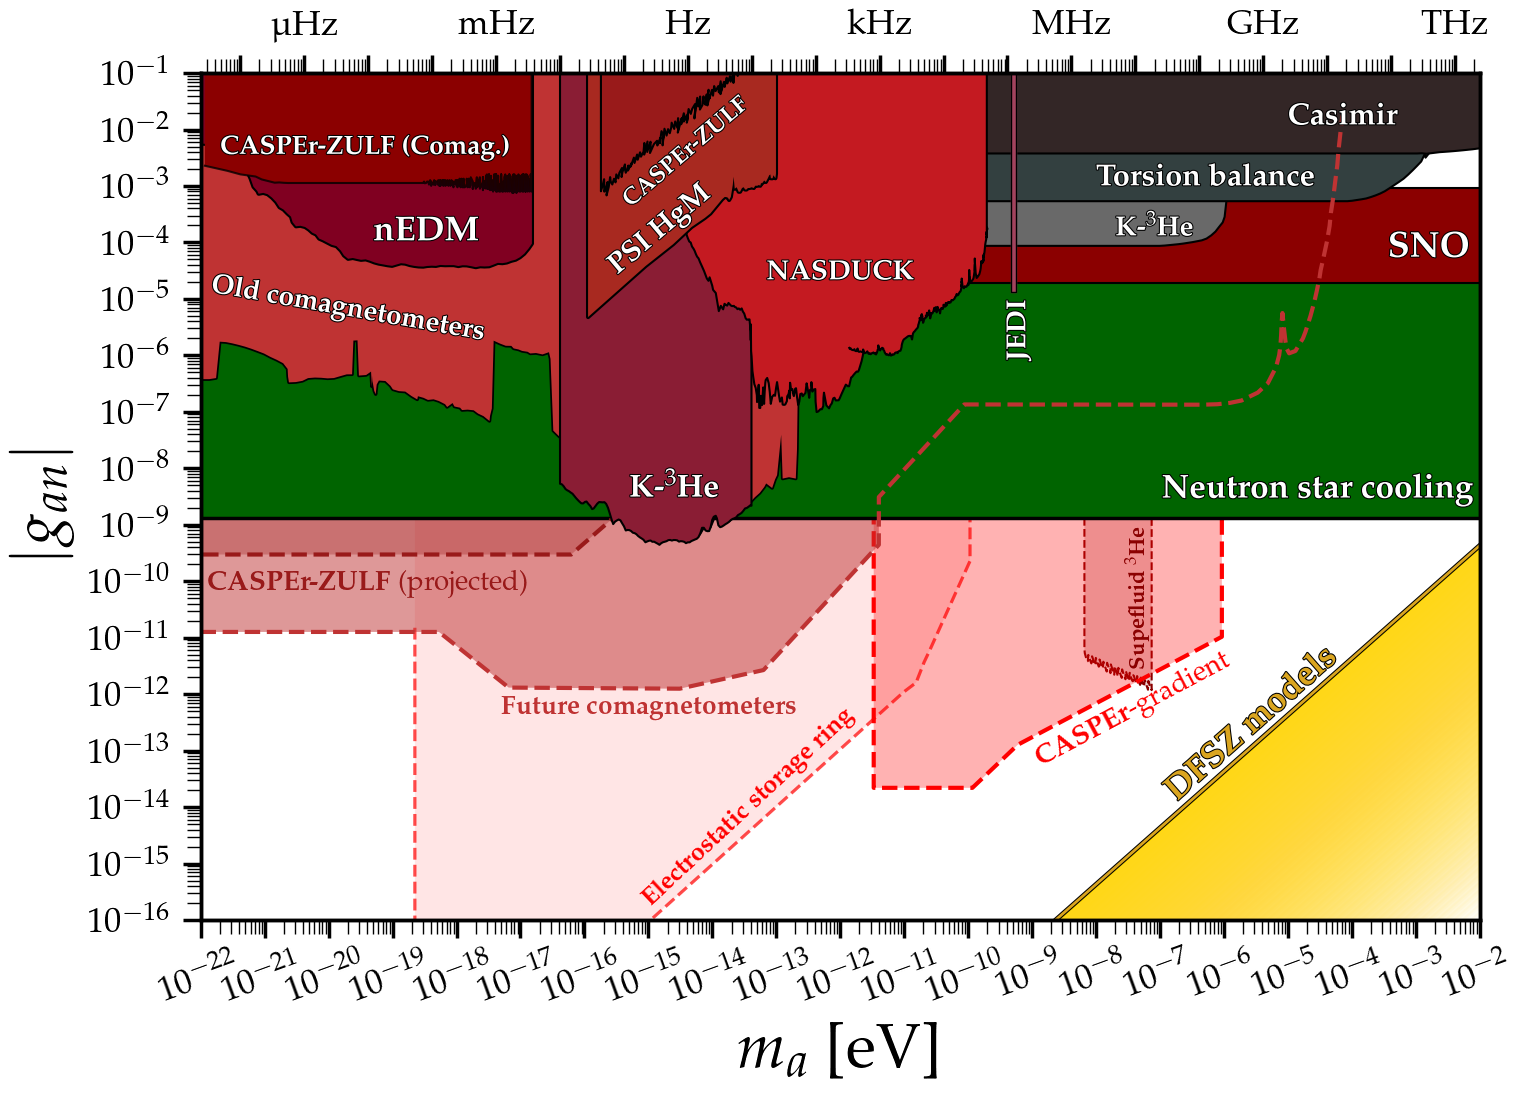 µHz mHz Hz kHz MHz GHz THz
10⁻¹
10⁻²
10⁻³
10⁻⁴
10⁻⁵
10⁻⁶
10⁻⁷
10⁻⁸
10⁻⁹
10⁻¹⁰
10⁻¹¹
10⁻¹²
10⁻¹³
10⁻¹⁴
10⁻¹⁵
10⁻¹⁶
|gₐₙ|
CASPEr-ZULF (Comag.)
nEDM
Old comagnetometers
CASPEr-ZULF
PSI HgM
NASDUCK
K-³He
Casimir
Torsion balance
K-³He
SNO
JEDI
Neutron star cooling
CASPEr-ZULF (projected)
Future comagnetometers
Electrostatic storage ring
Supefluid ³He
CASPEr-gradient
DFSZ models
10⁻²² 10⁻²¹ 10⁻²⁰ 10⁻¹⁹ 10⁻¹⁸ 10⁻¹⁷ 10⁻¹⁶ 10⁻¹⁵ 10⁻¹⁴ 10⁻¹³ 10⁻¹² 10⁻¹¹ 10⁻¹⁰ 10⁻⁹ 10⁻⁸ 10⁻⁷ 10⁻⁶ 10⁻⁵ 10⁻⁴ 10⁻³ 10⁻²
mₐ [eV]